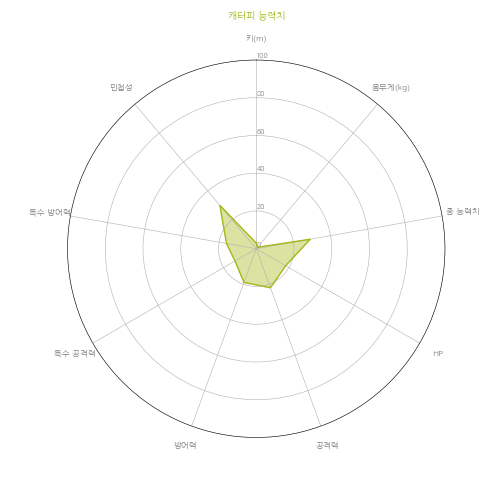 캐터피 능력치
키(m)
100
민첩성
몸무게(kg)
80
60
40
20
0
특수 방어력
총 능력치
특수 공격력
HP
방어력
공격력